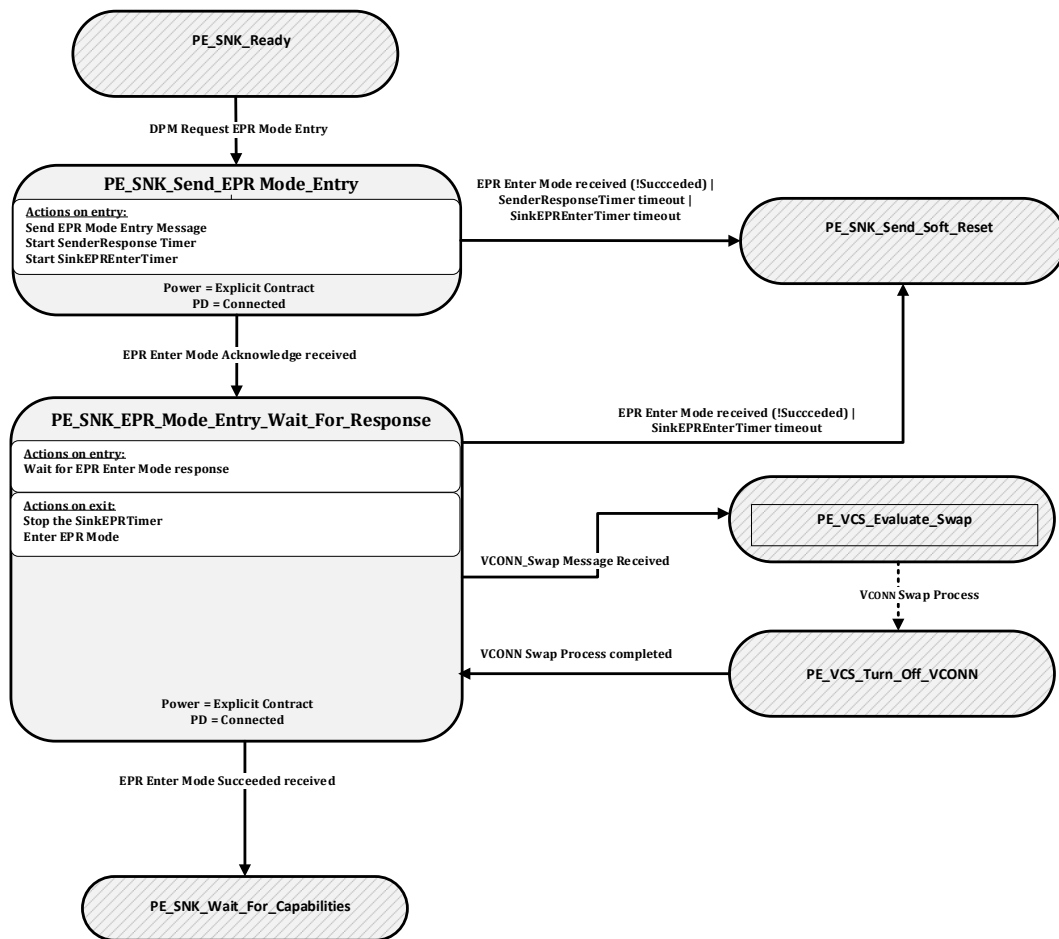 PE_SNK_Ready
DPM Request EPR Mode Entry
PE_SNK_Send_EPR Mode_Entry
Actions on entry:
Send EPR Mode Entry Message
Start SenderResponse Timer
Start SinkEPREnterTimer
Power = Explicit Contract
PD = Connected
EPR Enter Mode received (!Succceded) |
SenderResponseTimer timeout |
SinkEPREnterTimer timeout
PE_SNK_Send_Soft_Reset
EPR Enter Mode Acknowledge received
PE_SNK_EPR_Mode_Entry_Wait_For_Response
Actions on entry:
Wait for EPR Enter Mode response
Actions on exit:
Stop the SinkEPRTimer
Enter EPR Mode
Power = Explicit Contract
PD = Connected
EPR Enter Mode received (!Succceded) |
SinkEPREnterTimer timeout
PE_VCS_Evaluate_Swap
VCONN_Swap Message Received
VCONN Swap Process
VCONN Swap Process completed
PE_VCS_Turn_Off_VCONN
EPR Enter Mode Succeeded received
PE_SNK_Wait_For_Capabilities